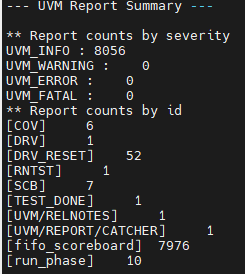 --- UVM Report Summary ---
** Report counts by severity
UVM_INFO : 8056
UVM_WARNING : 0
UVM_ERROR : 0
UVM_FATAL : 0
** Report counts by id
[COV] 6
[DRV] 1
[DRV_RESET] 52
[RNTST] 1
[SCB] 7
[TEST_DONE] 1
[UVM/RELNOTES] 1
[UVM/REPORT/CATCHER] 1
[fifo_scoreboard] 7976
[run_phase] 10